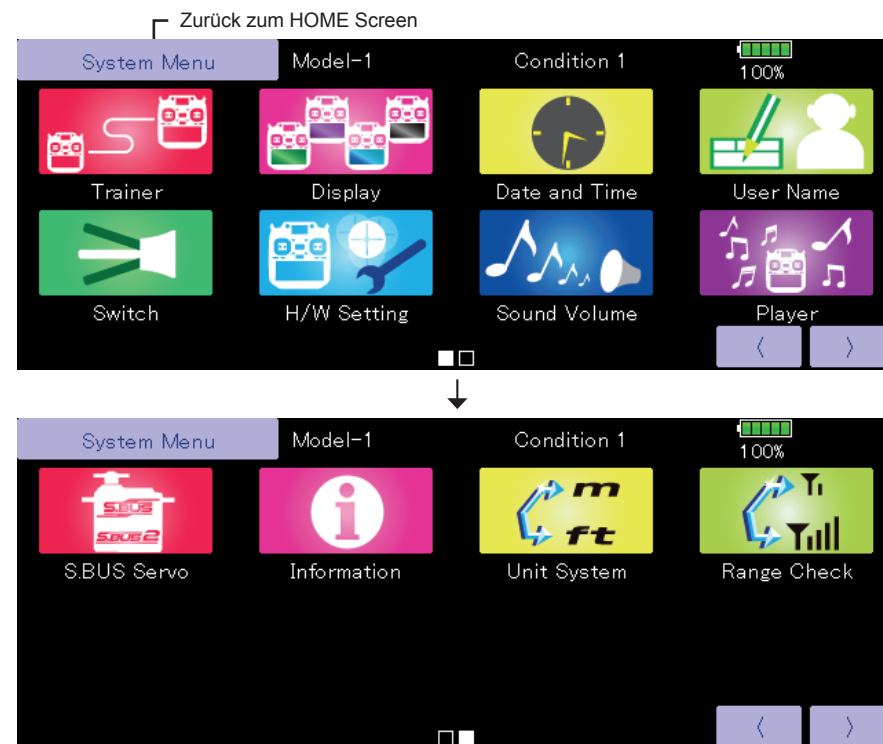 Zurück zum HOME Screen
System Menu Model-1 Condition 1 100%
Trainer Display Date and Time User Name
Switch H/W Setting Sound Volume Player
〈 〉
System Menu Model-1 Condition 1 100%
S.BUS
S.BUS2
m
ft
S.BUS Servo Information Unit System Range Check
〈 〉